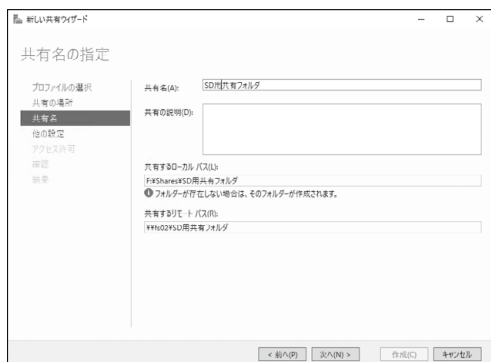 新しい共有ウィザード
共有名の指定
プロファイルの選択
共有の場所
共有名
他の設定
アクセス許可
確認
結果
共有名(A):
SD用共有フォルダ
共有の説明(D):
共有するローカル パス(L):
F:¥Shares¥SD用共有フォルダ
フォルダーが存在しない場合は、そのフォルダーが作成されます。
共有するリモート パス(R):
¥¥fs02¥SD用共有フォルダ
< 前へ(P)
次へ(N) >
作成(C)
キャンセル